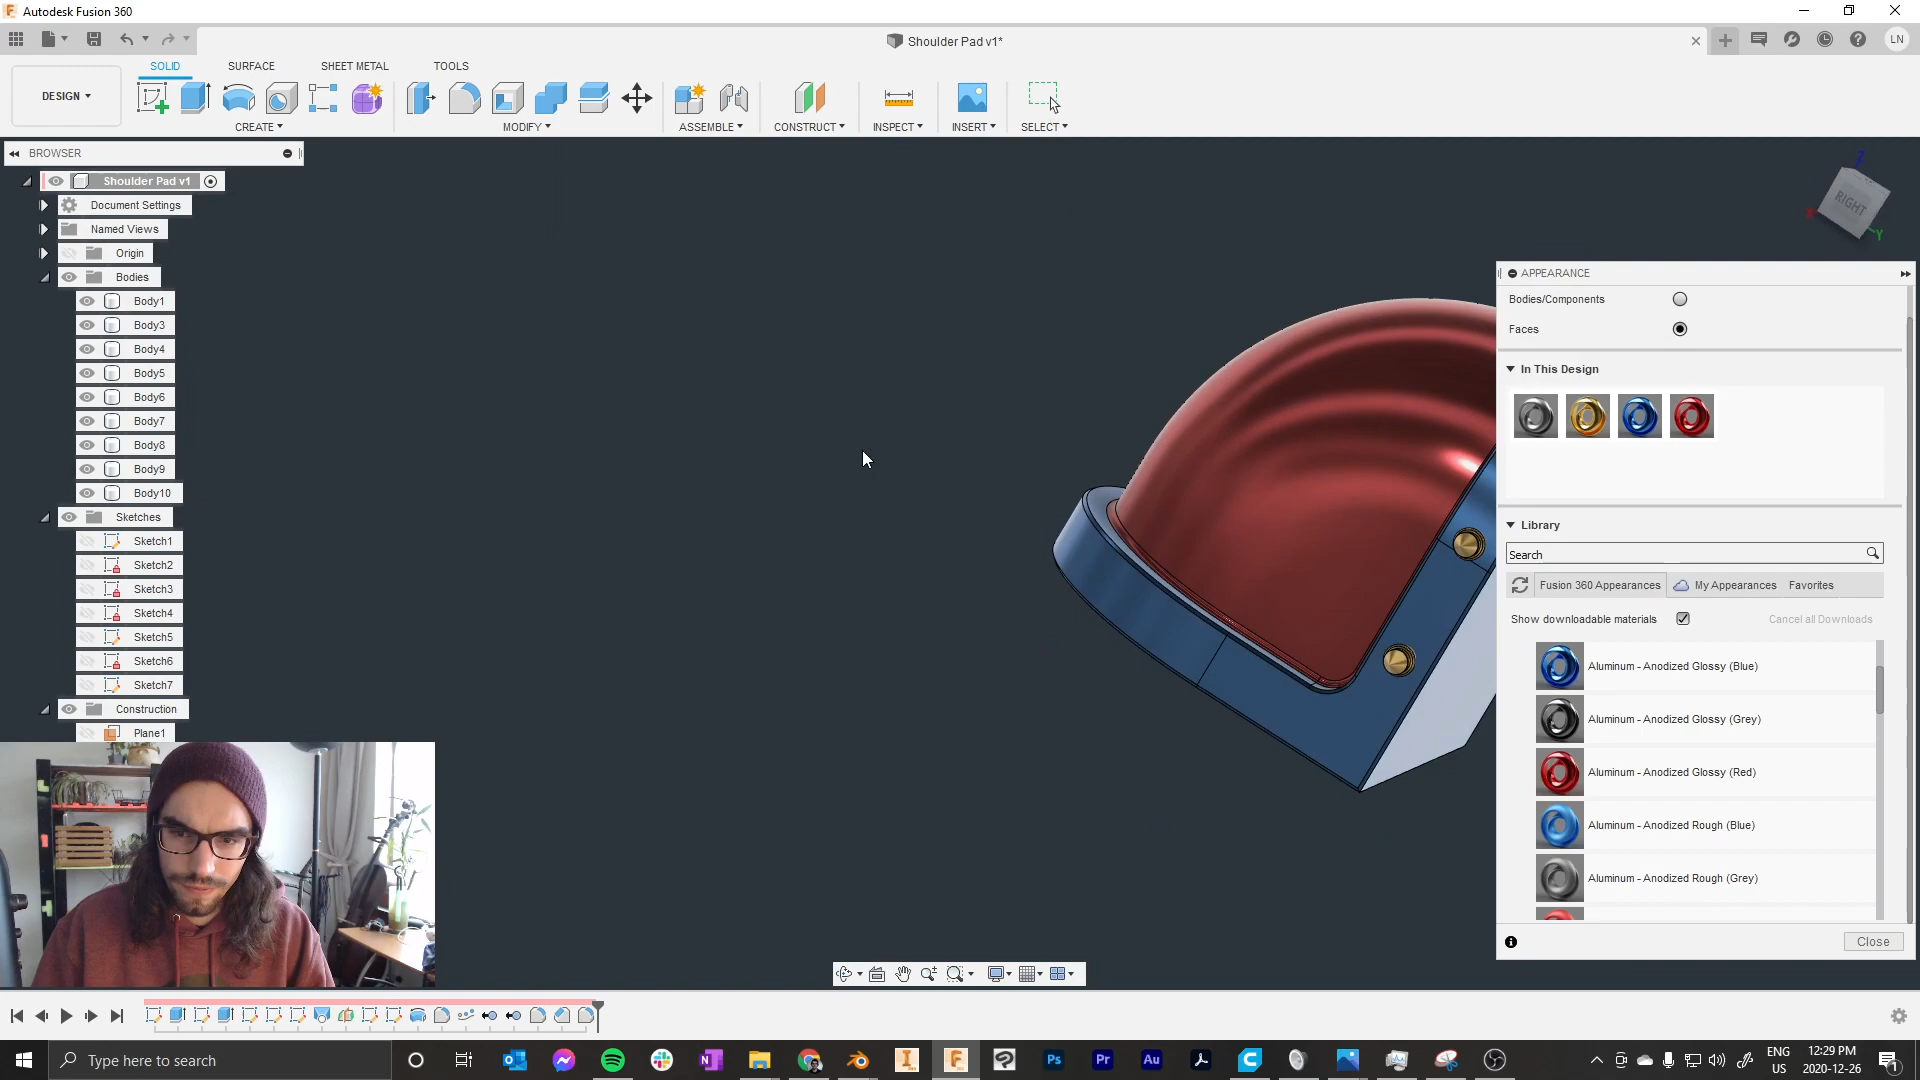 Autodesk Fusion 360
Shoulder Pad v1*
LN
DESIGN
SOLID
SURFACE
SHEET METAL
TOOLS
CREATE
MODIFY
ASSEMBLE
CONSTRUCT
INSPECT
INSERT
SELECT
BROWSER
Shoulder Pad v1
Document Settings
Named Views
Origin
Bodies
Body1
Body3
Body4
Body5
Body6
Body7
Body8
Body9
Body10
Sketches
Sketch1
Sketch2
Sketch3
Sketch4
Sketch5
Sketch6
Sketch7
Construction
Plane1
Z
RIGHT
X
Y
APPEARANCE
Bodies/Components
Faces
In This Design
Library
Search
Fusion 360 Appearances
My Appearances
Favorites
Show downloadable materials
Cancel all Downloads
Aluminum - Anodized Glossy (Blue)
Aluminum - Anodized Glossy (Grey)
Aluminum - Anodized Glossy (Red)
Aluminum - Anodized Rough (Blue)
Aluminum - Anodized Rough (Grey)
Close
Type here to search
Ps
Pr
Au
ENG
US
12:29 PM
2020-12-26
1